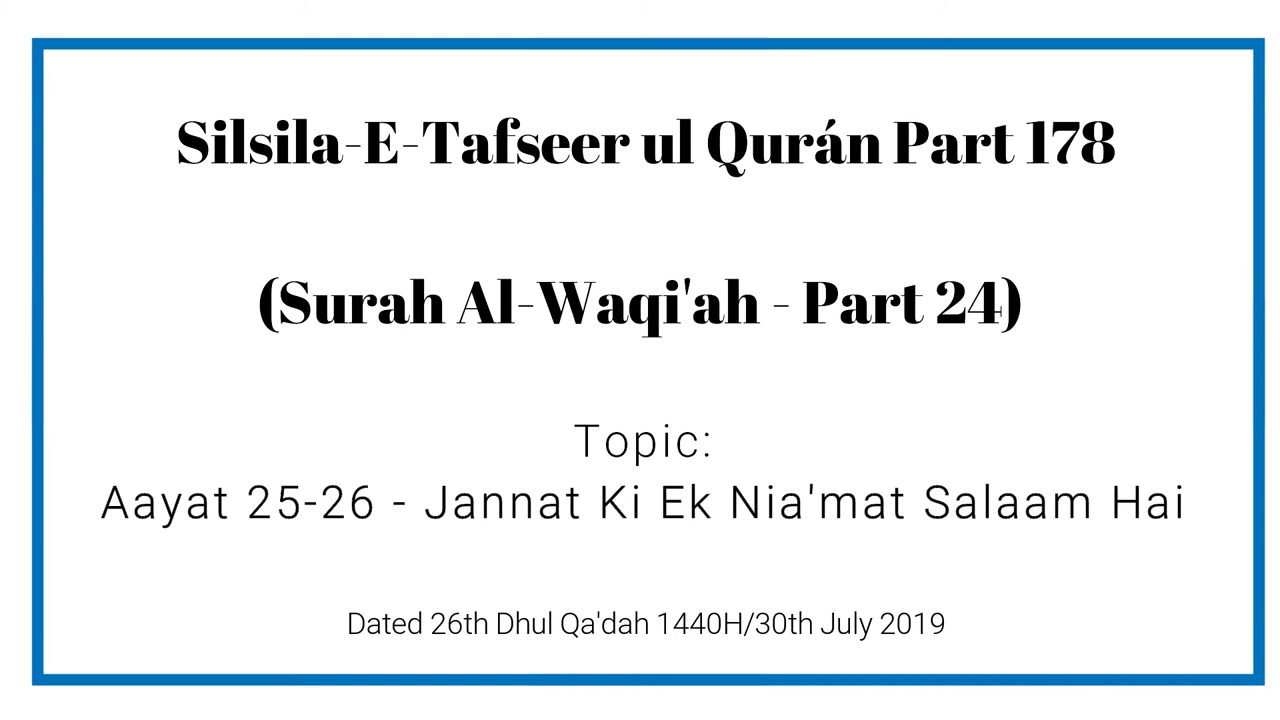 Silsila-E-Tafseer ul Qurán Part 178
(Surah Al-Waqi'ah - Part 24)
Topic:
Aayat 25-26 - Jannat Ki Ek Nia'mat Salaam Hai
Dated 26th Dhul Qa'dah 1440H/30th July 2019